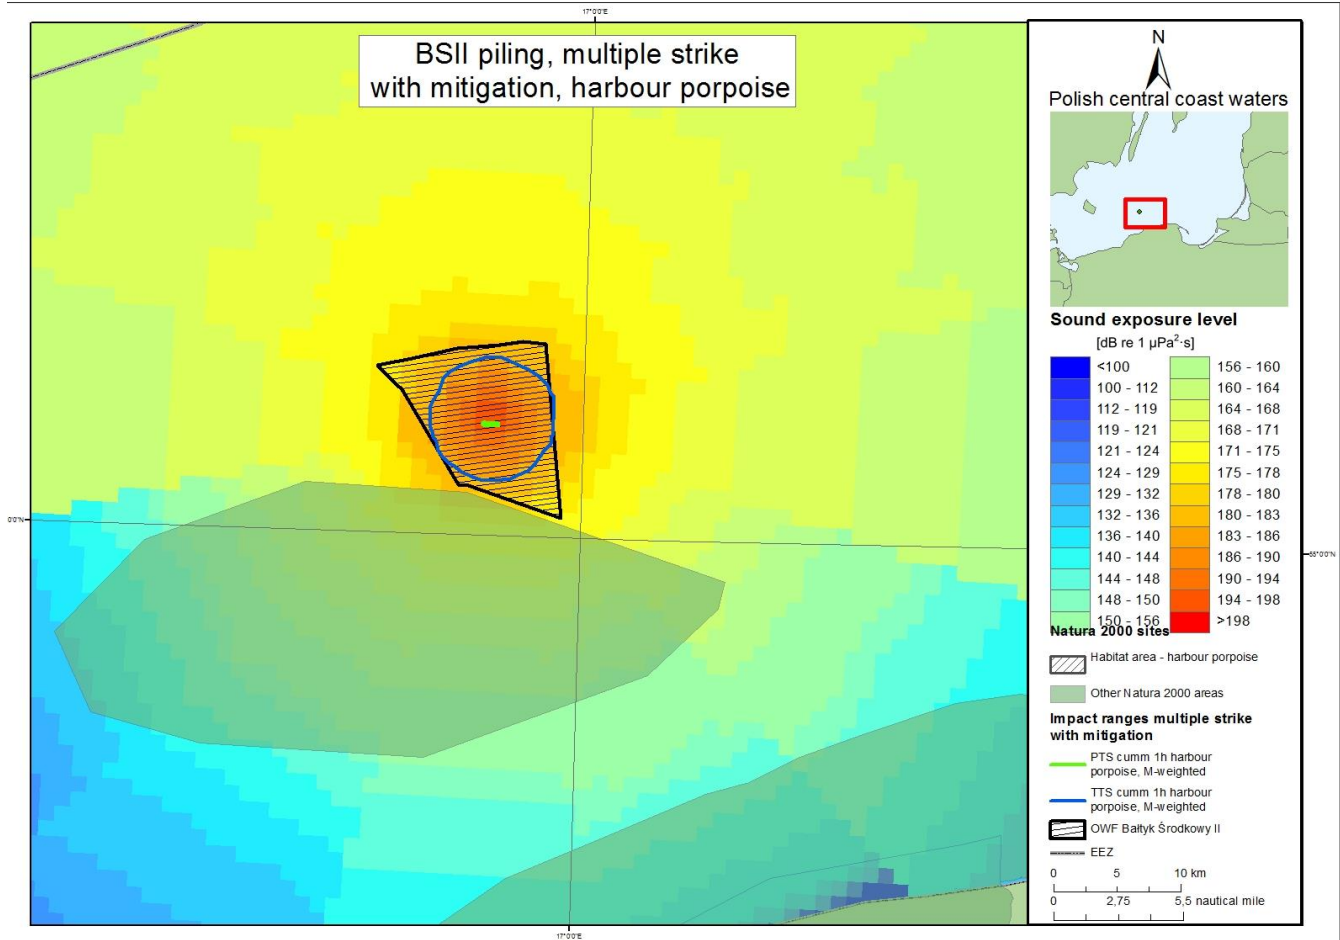 17°0'0"E
BSII piling, multiple strike
with mitigation, harbour porpoise
N
Polish central coast waters
Sound exposure level
[dB re 1 µPa²·s]
<100
100 - 112
112 - 119
119 - 121
121 - 124
124 - 129
129 - 132
132 - 136
136 - 140
140 - 144
144 - 148
148 - 150
150 - 156
156 - 160
160 - 164
164 - 168
168 - 171
171 - 175
175 - 178
178 - 180
180 - 183
183 - 186
186 - 190
190 - 194
194 - 198
>198
Natura 2000 sites
Habitat area - harbour porpoise
Other Natura 2000 areas
Impact ranges multiple strike
with mitigation
PTS cumm 1h harbour
porpoise, M-weighted
TTS cumm 1h harbour
porpoise, M-weighted
OWF Bałtyk Środkowy II
EEZ
0 5 10 km
0 2,75 5,5 nautical mile
0'0"N
55°0'0"N
17°0'0"E